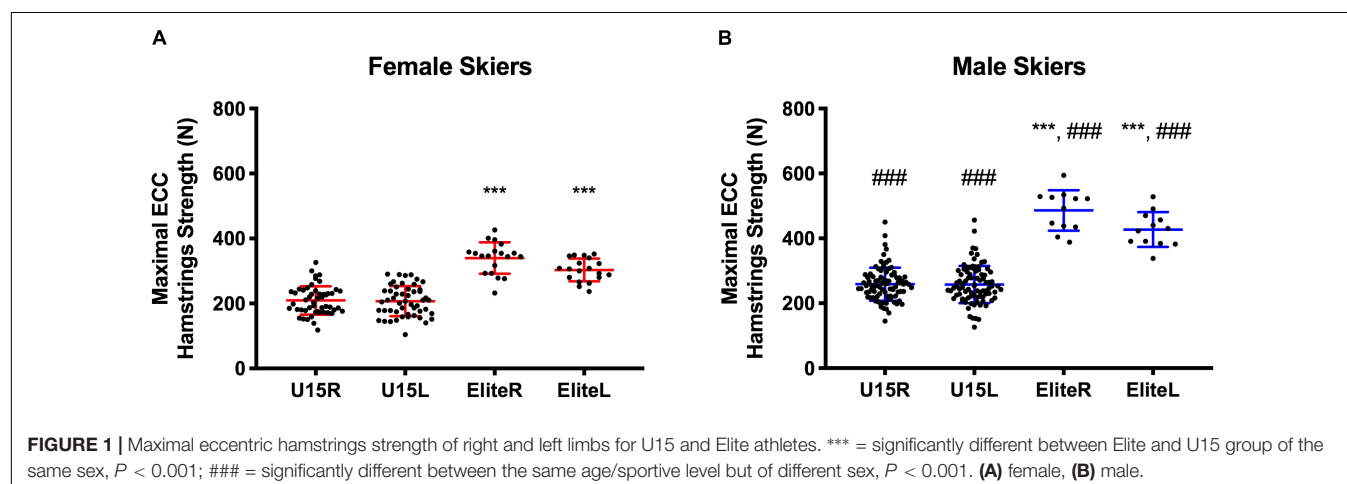 A
Female Skiers
Maximal ECC
Hamstrings Strength (N)
800
600
400
200
0
***
***
U15R U15L EliteR EliteL
B
Male Skiers
Maximal ECC
Hamstrings Strength (N)
800
600
400
200
0
###
###
***, ###
***, ###
U15R U15L EliteR EliteL
FIGURE 1 | Maximal eccentric hamstrings strength of right and left limbs for U15 and Elite athletes. *** = significantly different between Elite and U15 group of the
same sex, P < 0.001; ### = significantly different between the same age/sportive level but of different sex, P < 0.001. (A) female, (B) male.